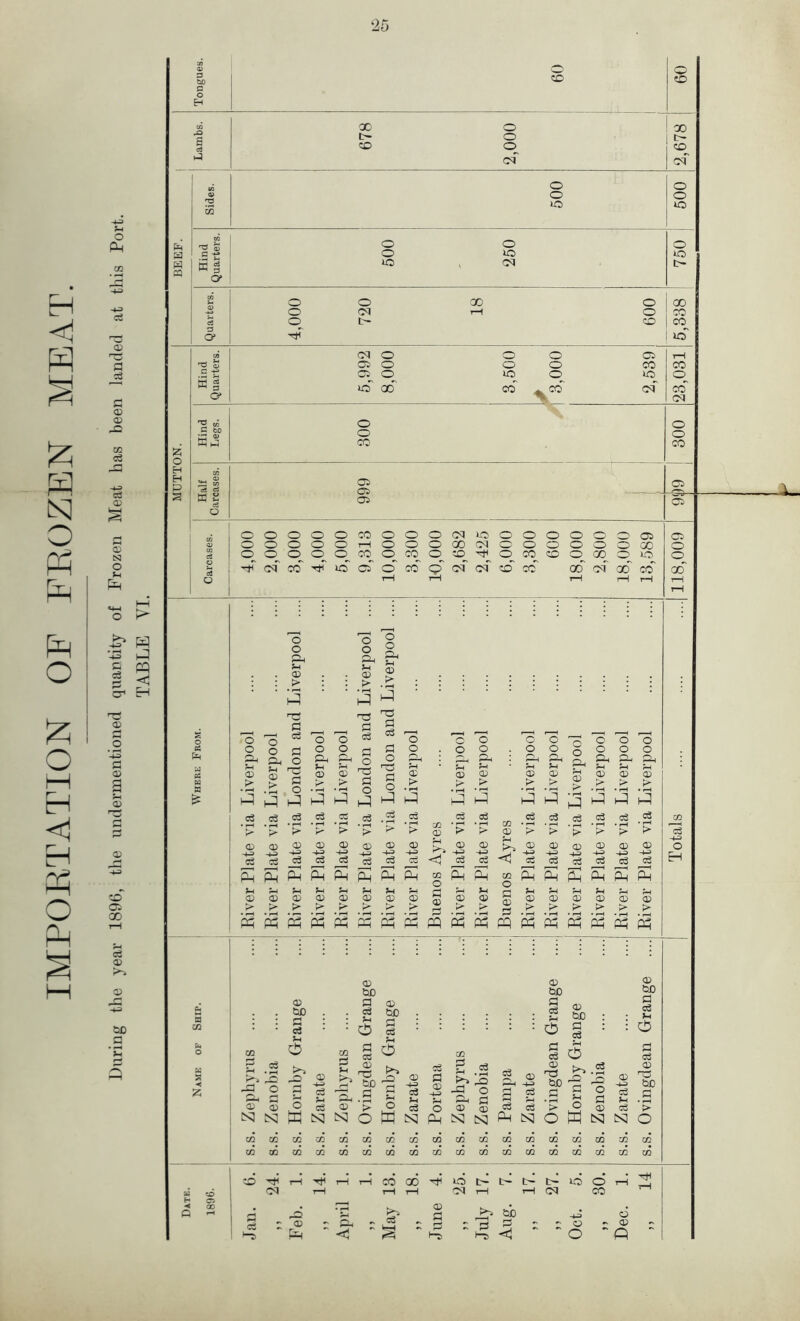 25
IMPORTATION OF FROZEN MEAT.
During the year 1896, the undermentioned quantity of Frozen Meat has been landed at this Port.
TABLE VI.
DATE. NAME OF SHIP. WHERE FROM. MUTTON. BEEF. Lambs. Tongues.
1896. Carcases. Half Carcases. Hind Legs. Hind Quarters. Quarters. Hind Quarters. Sides.
Jan. 6. s.s. Zephyrus .... River Plate via Liverpool .... 4,000
„ 24. s.s. Zenobia .... River Plate via Liverpool .... 2,000
Feb. 1. s.s. Hornby Grange .... River Plate via London and Liverpool .... 3,000
„ 14. s.s. Zarate .... River Plate via Liverpool .... 4,000 4,000
April 1. s.s. Zephyrus .... River Plate via Liverpool .... 5,000
„ 1. s.s. Ovingdean Grange .... River Plate via London and Liverpool .... 9,313 5,992
May 13. s.s. Hornby Grange .... River Plate via London and Liverpool .... 10,000 999 300 8,000 720 500 678
„ 18. s.s. Zarate .... River Plate via Liverpool .... 3,300
June 4. s.s. Portena .... Buenos Ayres .... 10,000
„ 25. s.s. Zephyrus .... River Plate via Liverpool .... 2,682
July 17. s.s. Zenobia .... River Plate via Liverpool .... 2,425
Aug. 7. s.s. Pampa .... Buenos Ayres .... 6,000 3,500 18
„ 17. s.s. Zarate .... River Plate via Liverpool .... 3,300 250
„ 27. s.s. Ovingdean Grange .... River Plate via Liverpool .... 600 3,000 2,000 60
Oct. 5. s.s. Hornby Grange .... River Plate via Liverpool .... 18,000 500
„ 30. s.s. Zenobia .... River Plate via Liverpool .... 2,800
Dec. 1. s.s. Zarate .... River Plate via Liverpool .... 18,000 600
„ 14 s.s. Ovingdean Grange .... River Plate via Liverpool .... 13,589 2,539
Totals .... 118,009 999 300 23,031 5,338 750 500 2,678 60